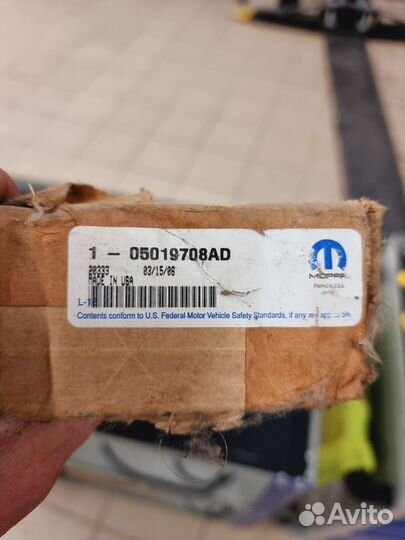 1 - 05019708AD
20333 03/15/06
MADE IN USA
MOPAR
Contents conform to U.S. Federal Motor Vehicle Safety Standards, if any are applicable.
Avito